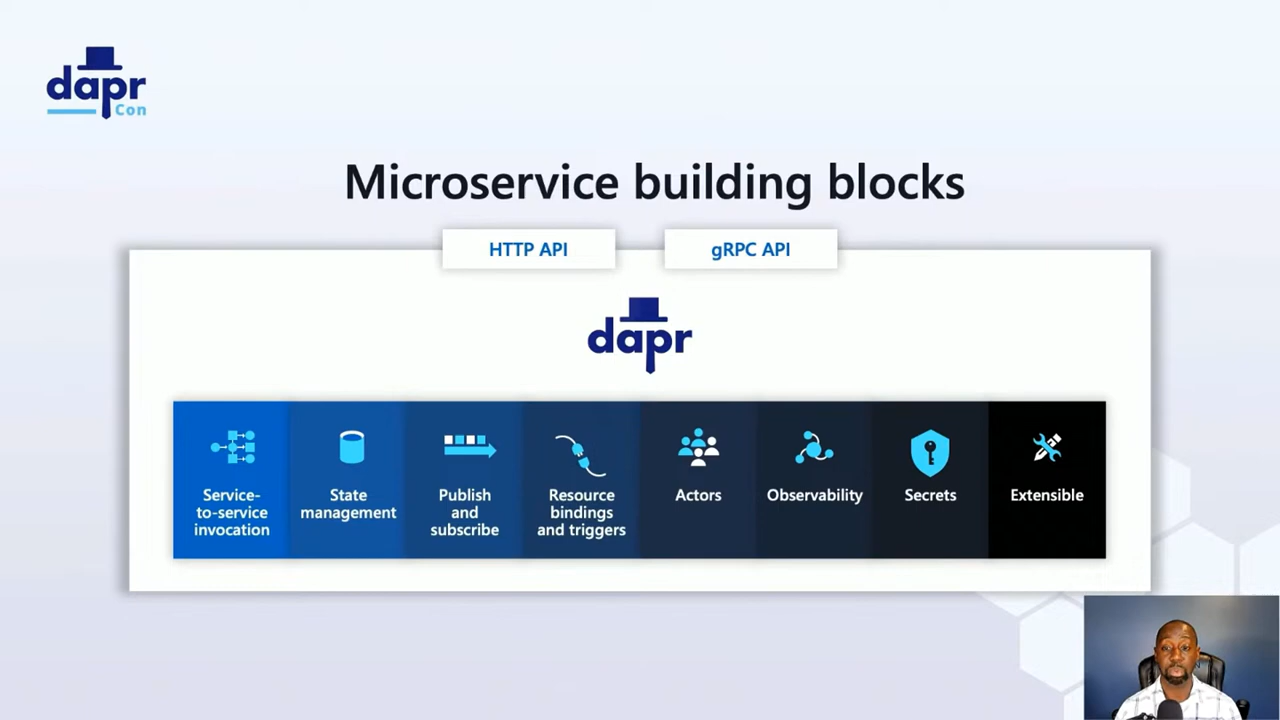 dapr
Con
Microservice building blocks
HTTP API
gRPC API
dapr
Service-
to-service
invocation
State
management
Publish
and
subscribe
Resource
bindings
and triggers
Actors
Observability
Secrets
Extensible